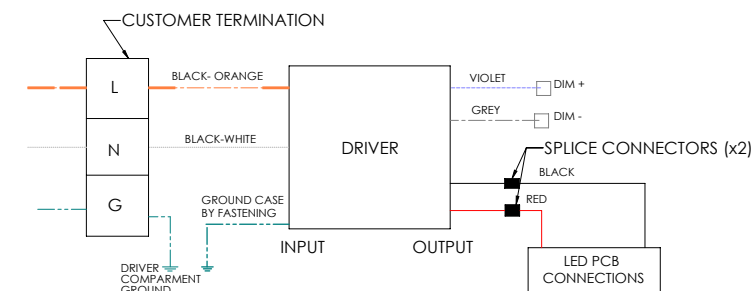 CUSTOMER TERMINATION
L
BLACK- ORANGE
VIOLET
DIM +
GREY
DIM -
N
BLACK-WHITE
DRIVER
SPLICE CONNECTORS (x2)
BLACK
G
GROUND CASE
BY FASTENING
RED
INPUT
OUTPUT
DRIVER
COMPARMENT
GROUND
LED PCB
CONNECTIONS